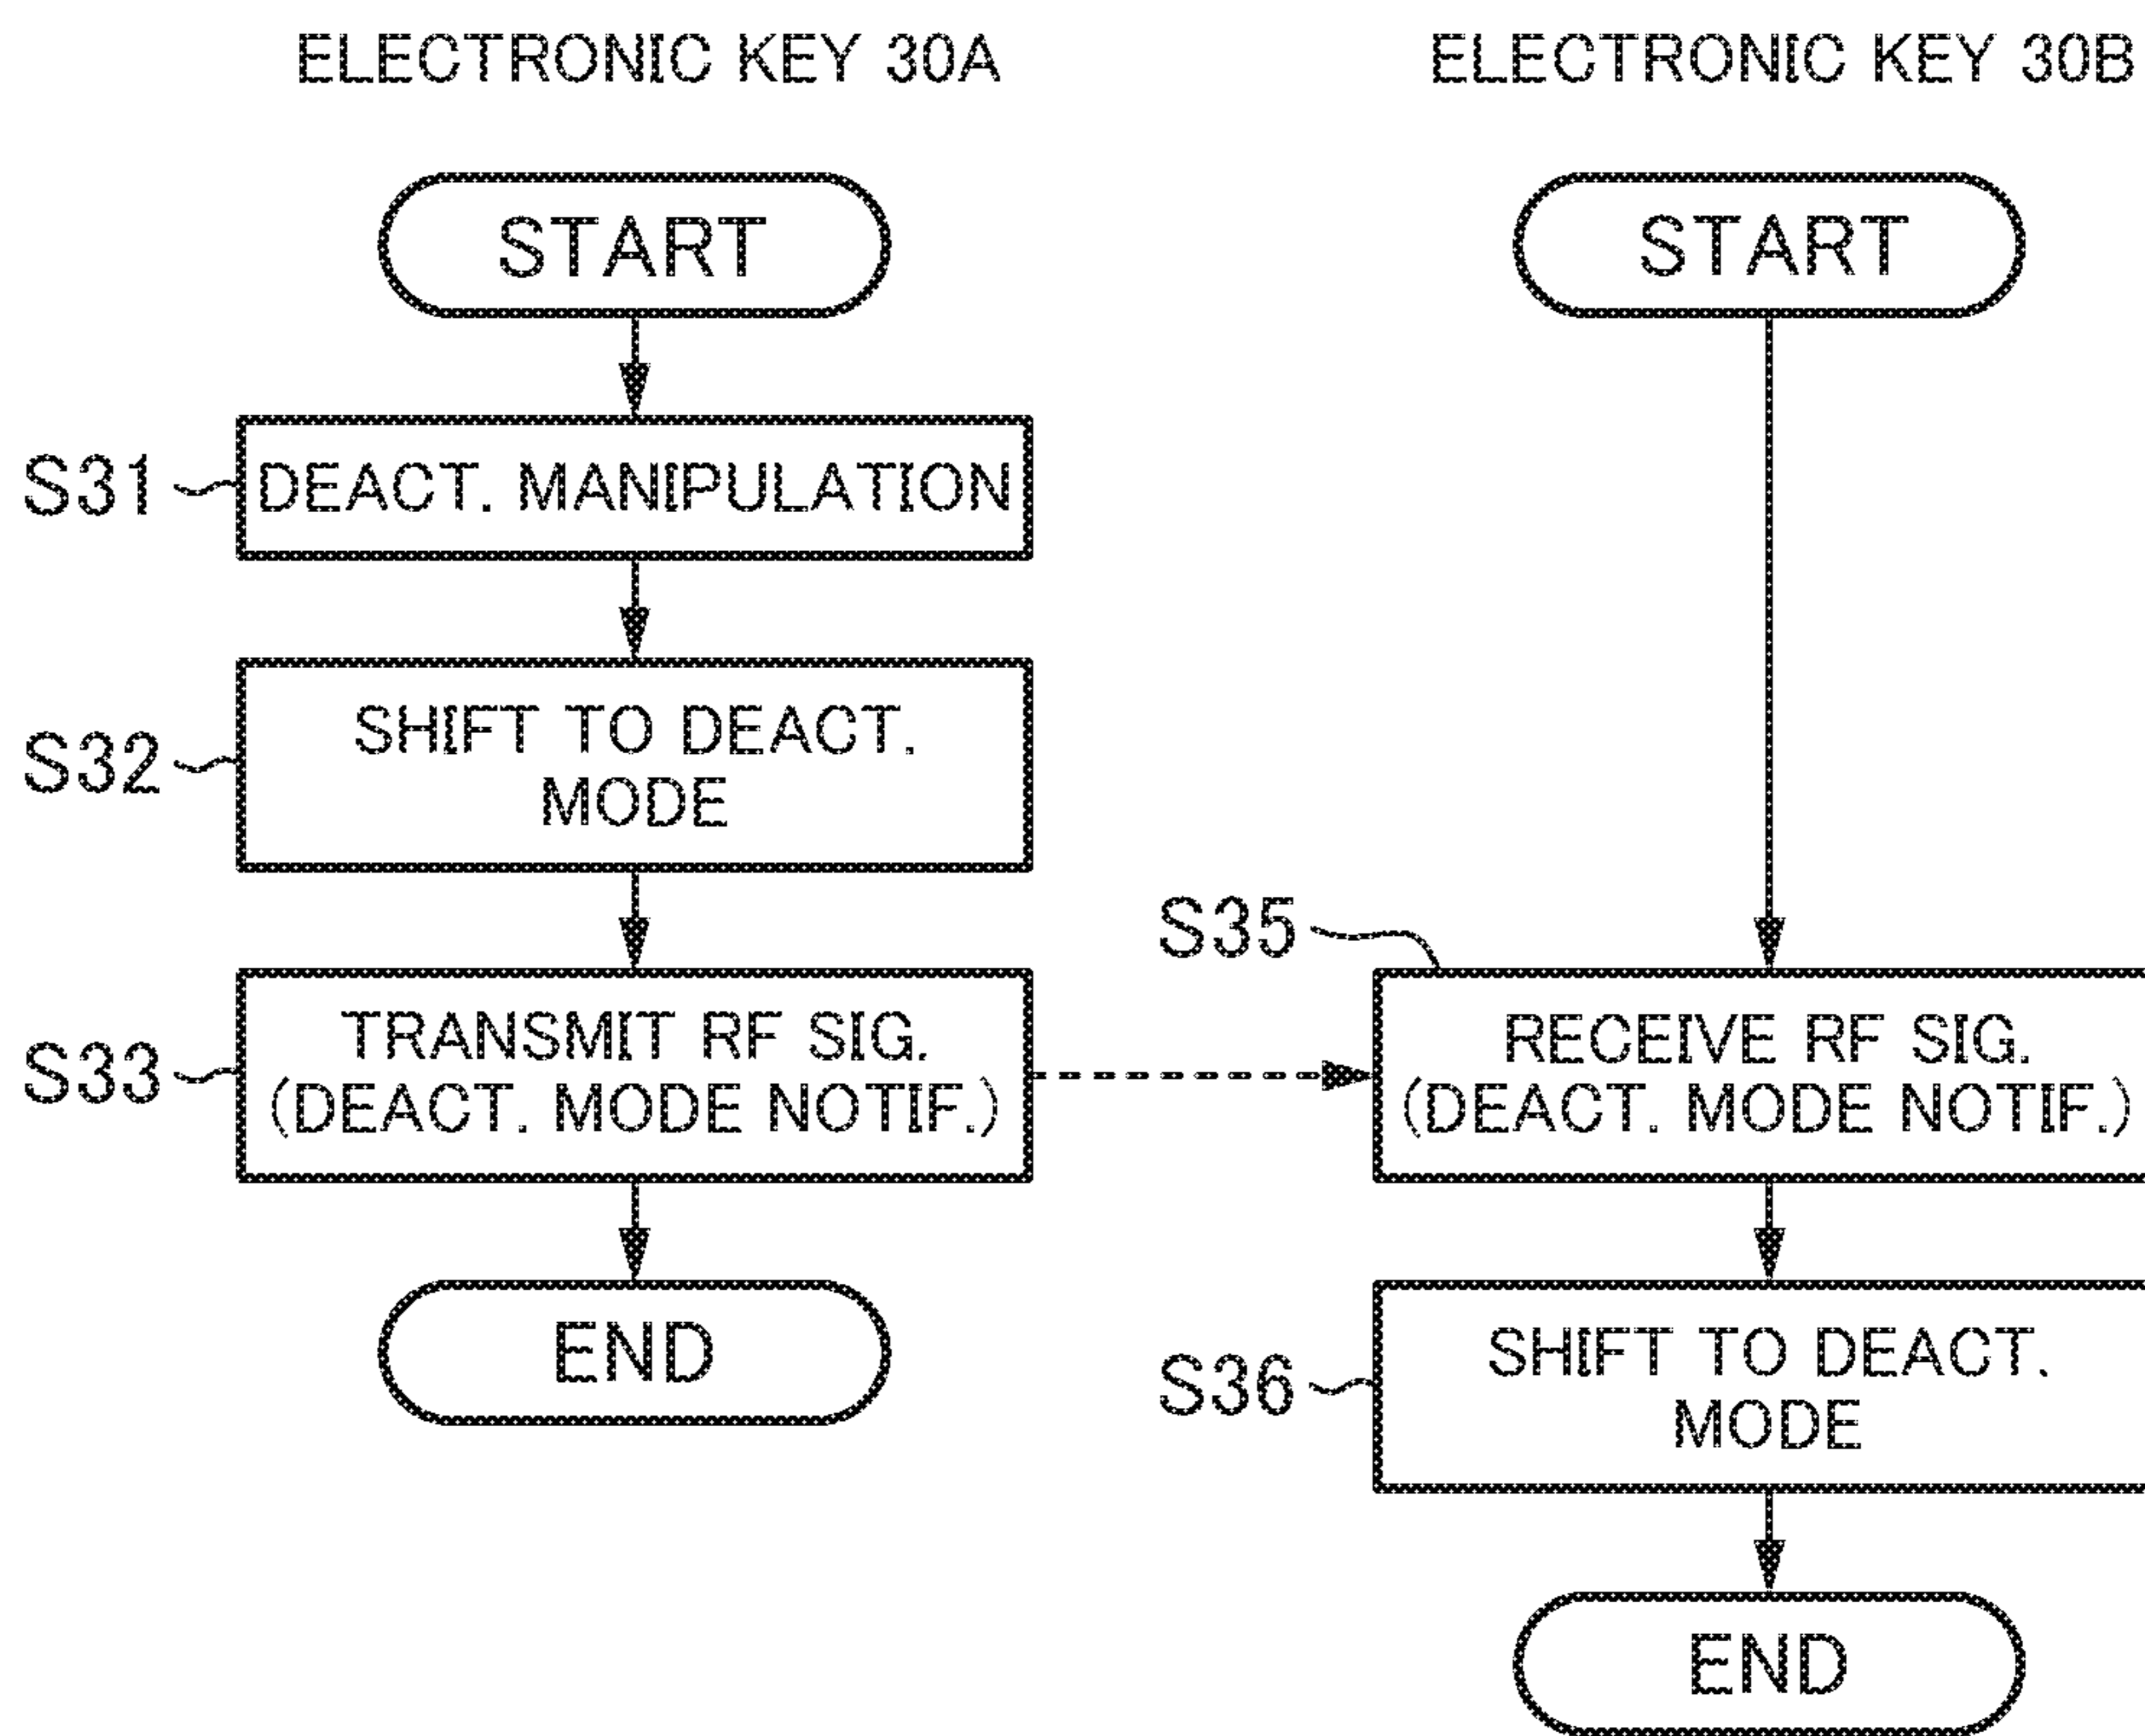 ELECTRONIC KEY 30A
START
S31
DEACT. MANIPULATION
S32
SHIFT TO DEACT.
MODE
S33
TRANSMIT RF SIG.
(DEACT. MODE NOTIF.)
END
ELECTRONIC KEY 30B
START
S35
RECEIVE RF SIG.
(DEACT. MODE NOTIF.)
S36
SHIFT TO DEACT.
MODE
END